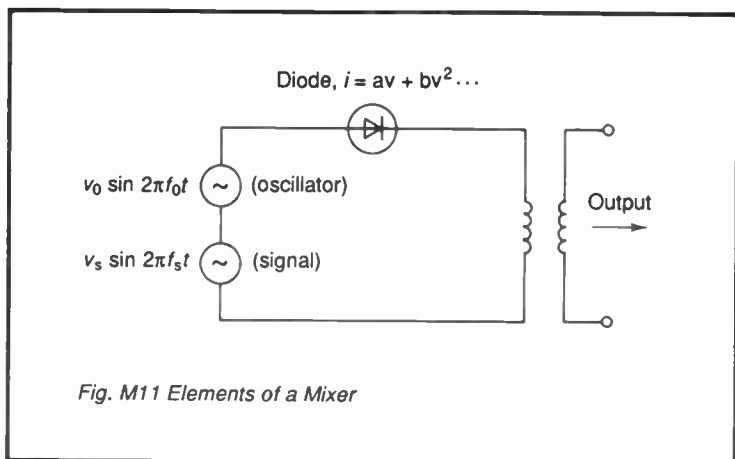 Diode, i = av + bv² ···
v₀ sin 2πf₀t ~ (oscillator)
Output
vₛ sin 2πfₛt ~ (signal)
Fig. M11 Elements of a Mixer